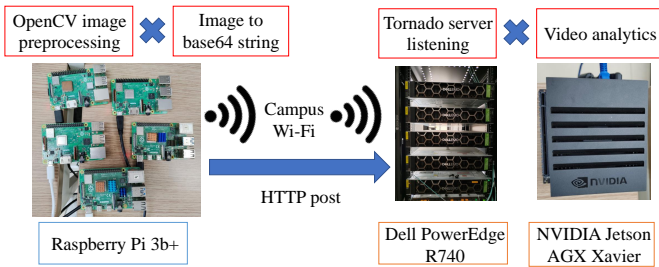 OpenCV image
preprocessing
Image to
base64 string
Tornado server
listening
Video analytics
Campus
Wi-Fi
HTTP post
NVIDIA
Raspberry Pi 3b+
Dell PowerEdge
R740
NVIDIA Jetson
AGX Xavier